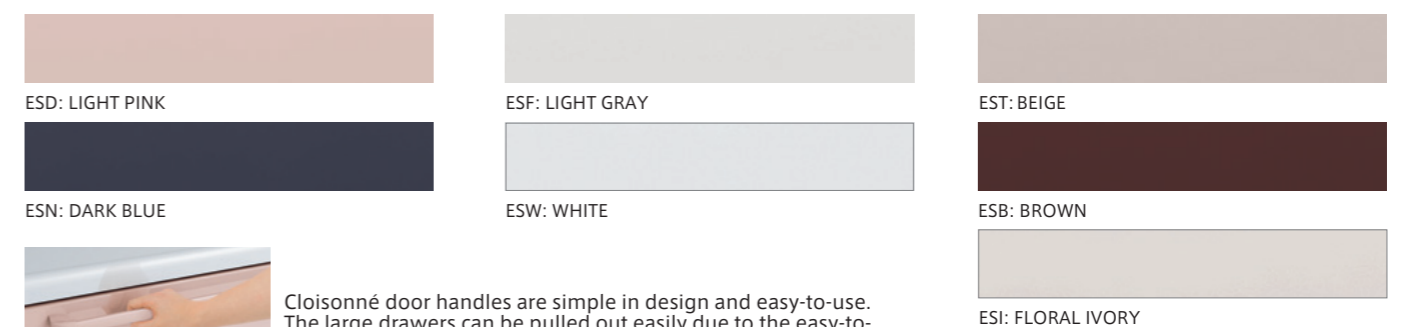 ESD: LIGHT PINK
ESF: LIGHT GRAY
EST: BEIGE
ESN: DARK BLUE
ESW: WHITE
ESB: BROWN
Cloisonné door handles are simple in design and easy-to-use.
The large drawers can be pulled out easily due to the easy-to-
ESI: FLORAL IVORY